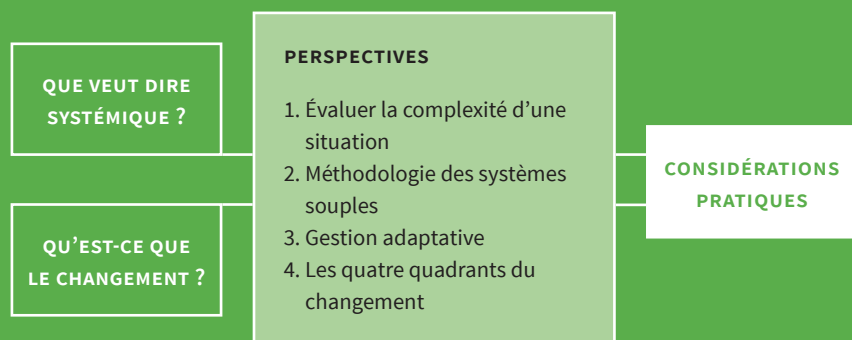 QUE VEUT DIRE
SYSTÉMIQUE ?
QU’EST-CE QUE
LE CHANGEMENT ?
PERSPECTIVES
1. Évaluer la complexité d’une
situation
2. Méthodologie des systèmes
souples
3. Gestion adaptative
4. Les quatre quadrants du
changement
CONSIDÉRATIONS
PRATIQUES